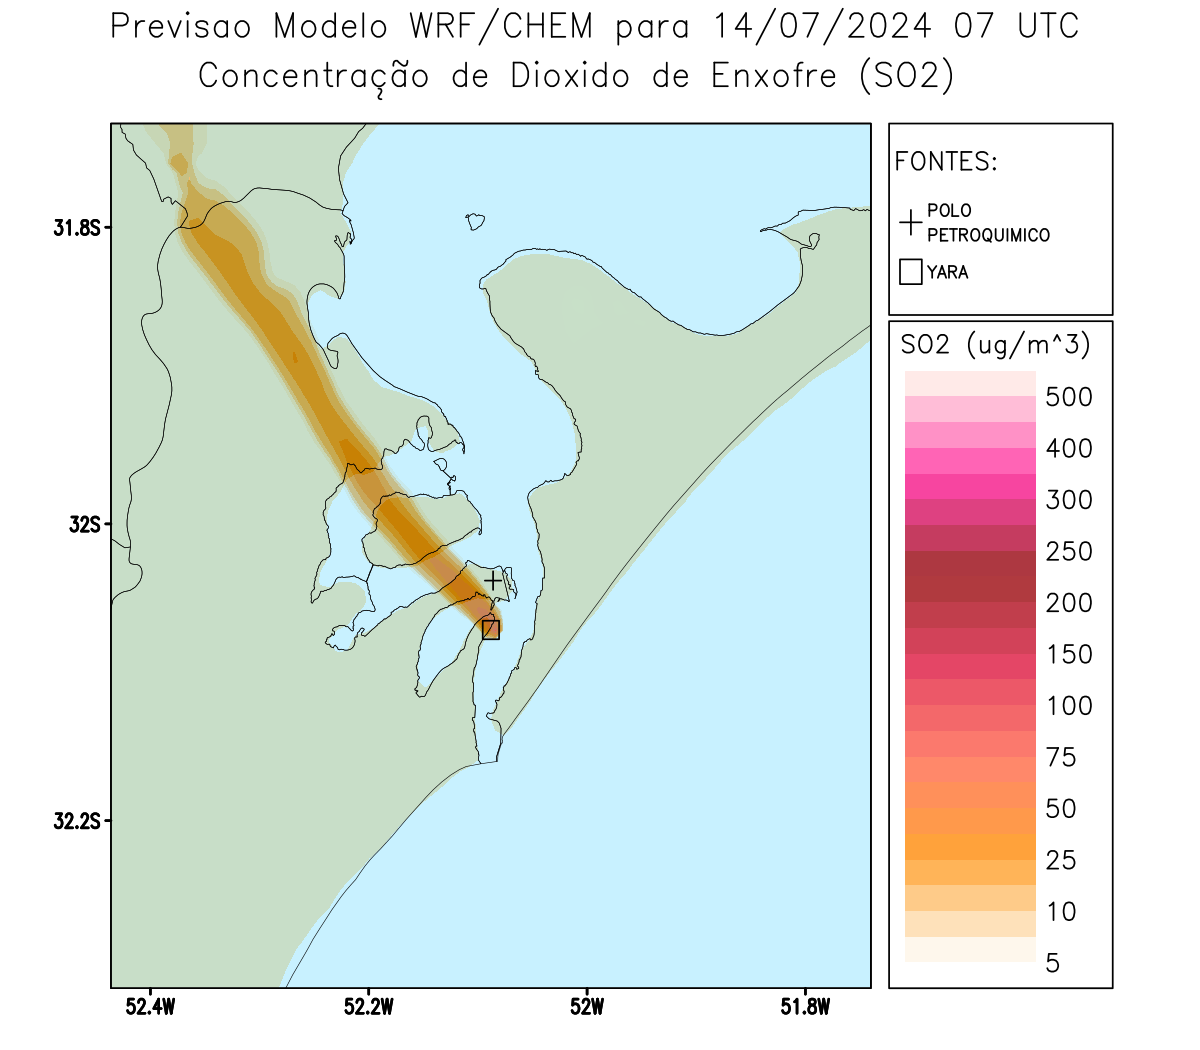 Previsao Modelo WRF/CHEM para 14/07/2024 07 UTC
Concentração de Dioxido de Enxofre (SO2)
FONTES:
POLO
PETROQUIMICO
YARA
SO2 (ug/m^3)
500
400
300
250
200
150
100
75
50
25
10
5
31.8S
32S
32.2S
52.4W
52.2W
52W
51.8W